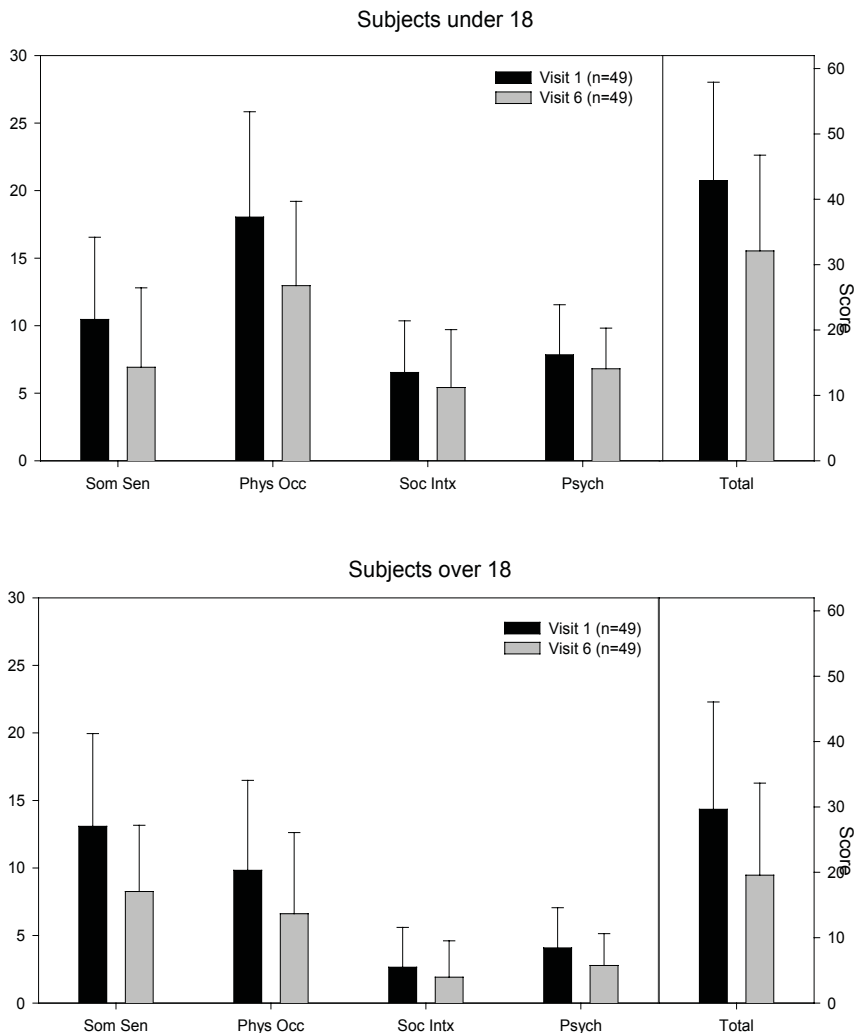 Subjects under 18
30
25
20
15
10
5
0
Visit 1 (n=49)
Visit 6 (n=49)
60
50
40
30
20
10
0
Score
Som Sen Phys Occ Soc Intx Psych Total
Subjects over 18
30
25
20
15
10
5
0
Visit 1 (n=49)
Visit 6 (n=49)
60
50
40
30
20
10
0
Score
Som Sen Phys Occ Soc Intx Psych Total